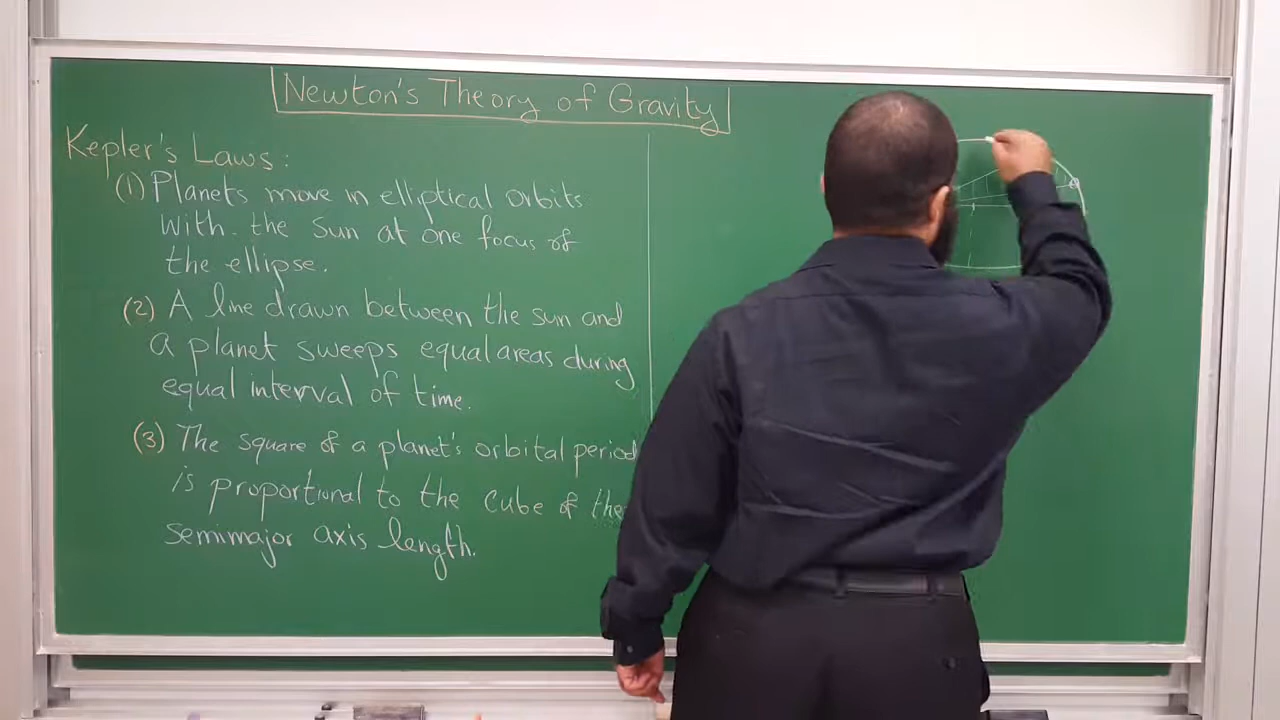 Newton's Theory of Gravity
Kepler's Laws:
(1) Planets move in elliptical orbits
with the Sun at one focus of
the ellipse.
(2) A line drawn between the sun and
a planet sweeps equal areas during
equal interval of time.
(3) The square of a planet's orbital period
is proportional to the cube of the
semimajor axis length.